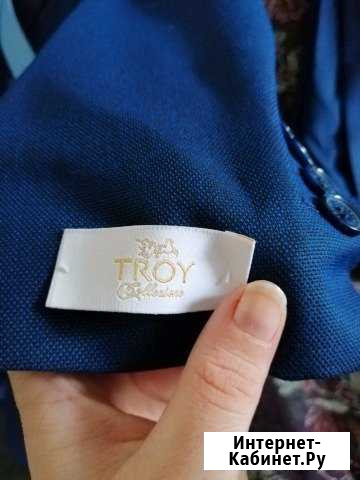 TROY
Collezione
Интернет-
Кабинет.Ру